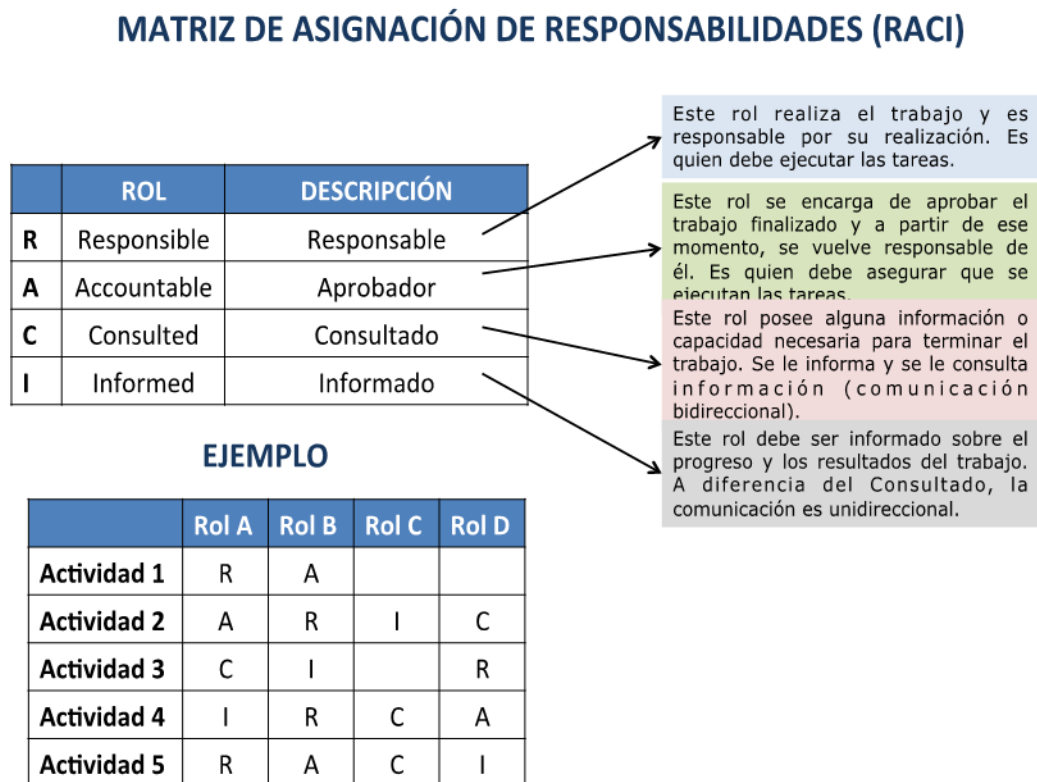 MATRIZ DE ASIGNACIÓN DE RESPONSABILIDADES (RACI)
ROL DESCRIPCIÓN
R Responsible Responsable
A Accountable Aprobador
C Consulted Consultado
I Informed Informado
Este rol realiza el trabajo y es
responsable por su realización. Es
quien debe ejecutar las tareas.
Este rol se encarga de aprobar el
trabajo finalizado y a partir de ese
momento, se vuelve responsable de
él. Es quien debe asegurar que se
ejecutan las tareas.
Este rol posee alguna información o
capacidad necesaria para terminar el
trabajo. Se le informa y se le consulta
información (comunicación
bidireccional).
Este rol debe ser informado sobre el
progreso y los resultados del trabajo.
A diferencia del Consultado, la
comunicación es unidireccional.
EJEMPLO
Rol A Rol B Rol C Rol D
Actividad 1 R A
Actividad 2 A R I C
Actividad 3 C I R
Actividad 4 I R C A
Actividad 5 R A C I